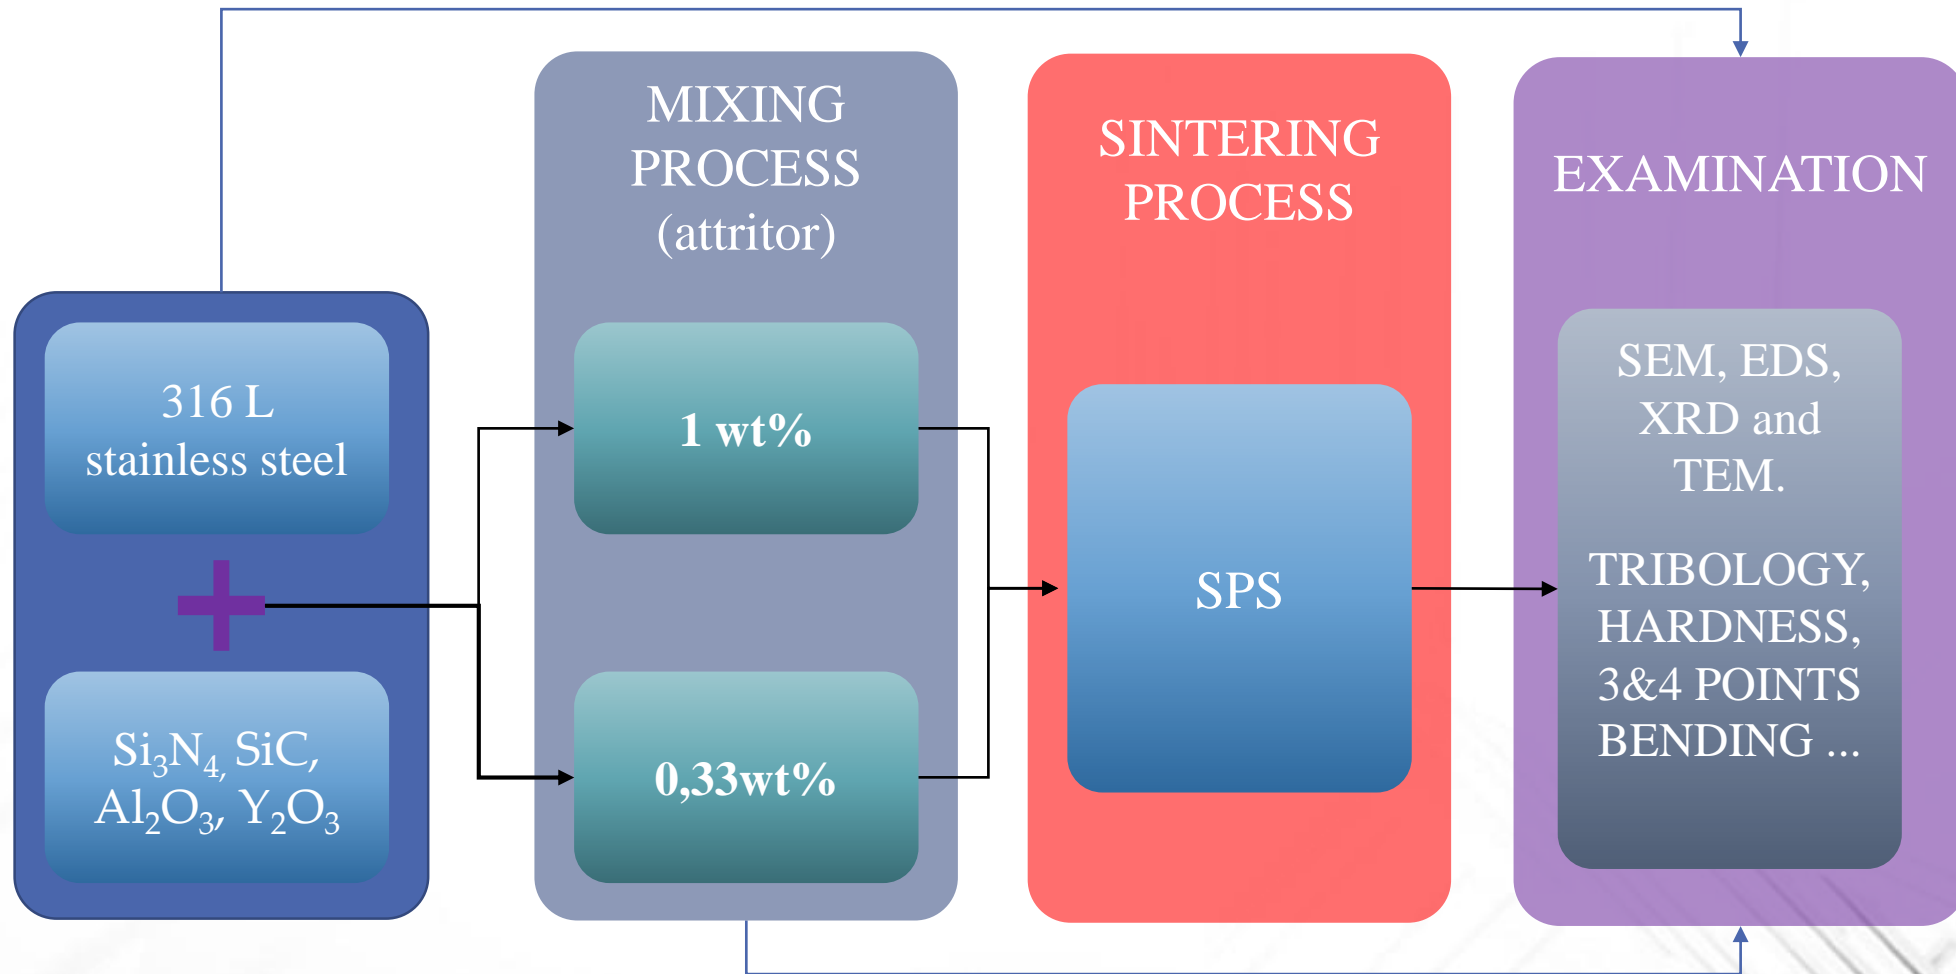 316 L
stainless steel
Si₃N₄, SiC,
Al₂O₃, Y₂O₃
MIXING
PROCESS
(attritor)
1 wt%
0,33wt%
SINTERING
PROCESS
SPS
EXAMINATION
SEM, EDS,
XRD and
TEM.
TRIBOLOGY,
HARDNESS,
3&4 POINTS
BENDING ...